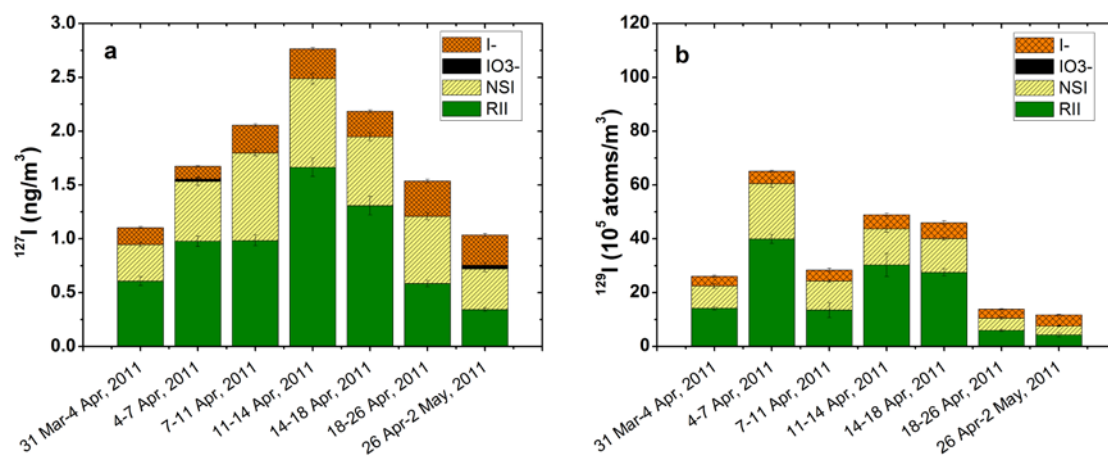 a
I-
IO3-
NSI
RII
127I (ng/m3)
3.0
2.5
2.0
1.5
1.0
0.5
0.0
31 Mar-4 Apr, 2011
4-7 Apr, 2011
7-11 Apr, 2011
11-14 Apr, 2011
14-18 Apr, 2011
18-26 Apr, 2011
26 Apr-2 May, 2011
b
I-
IO3-
NSI
RII
129I (10^5 atoms/m3)
120
100
80
60
40
20
0
31 Mar-4 Apr, 2011
4-7 Apr, 2011
7-11 Apr, 2011
11-14 Apr, 2011
14-18 Apr, 2011
18-26 Apr, 2011
26 Apr-2 May, 2011